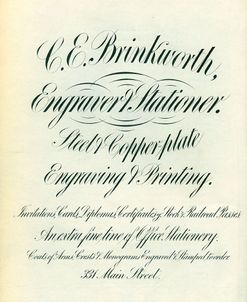 C. E. Brinkworth,
Engraver & Stationer.
Steel & Copper-plate
Engraving & Printing.
Invitations, Cards, Diplomas, Certificates of Stock & Railroad Passes
An extra fine line of Office Stationery.
Coats of Arms, Crests & Monograms Engraved & Stamped to order
331 Main Street.